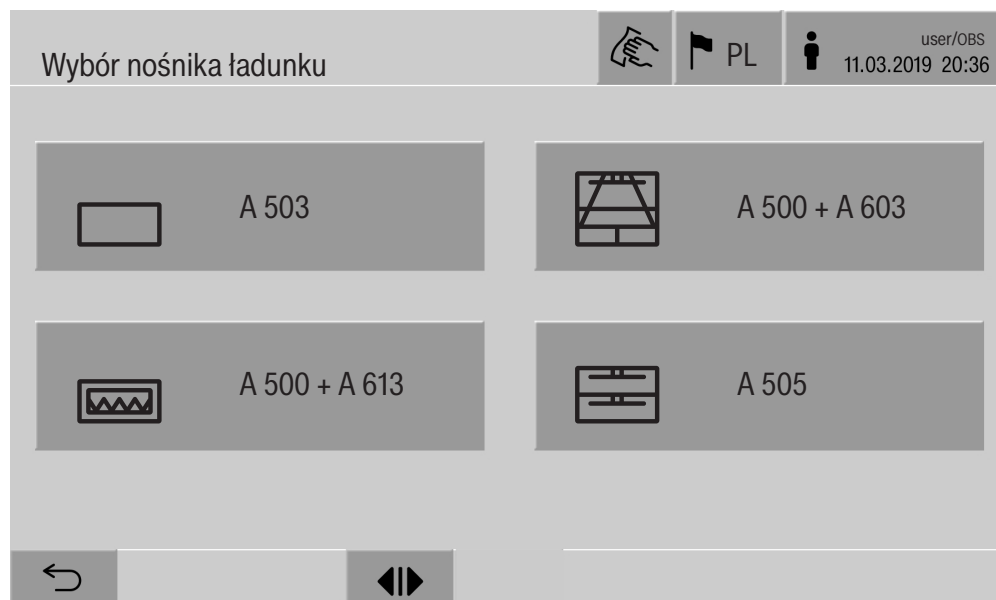 Wybór nośnika ładunku
PL
user/OBS
11.03.2019 20:36
A 503
A 500 + A 603
A 500 + A 613
A 505